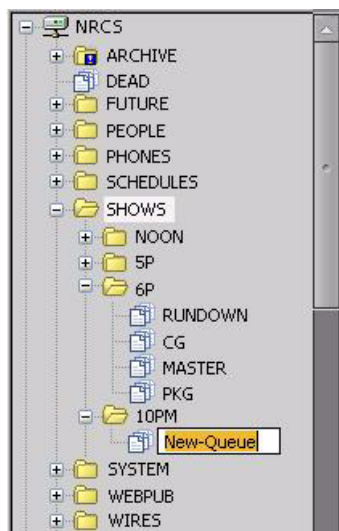 NRCS
ARCHIVE
DEAD
FUTURE
PEOPLE
PHONES
SCHEDULES
SHOWS
NOON
5P
6P
RUNDOWN
CG
MASTER
PKG
10PM
New-Queue
SYSTEM
WEBPUB
WIRES